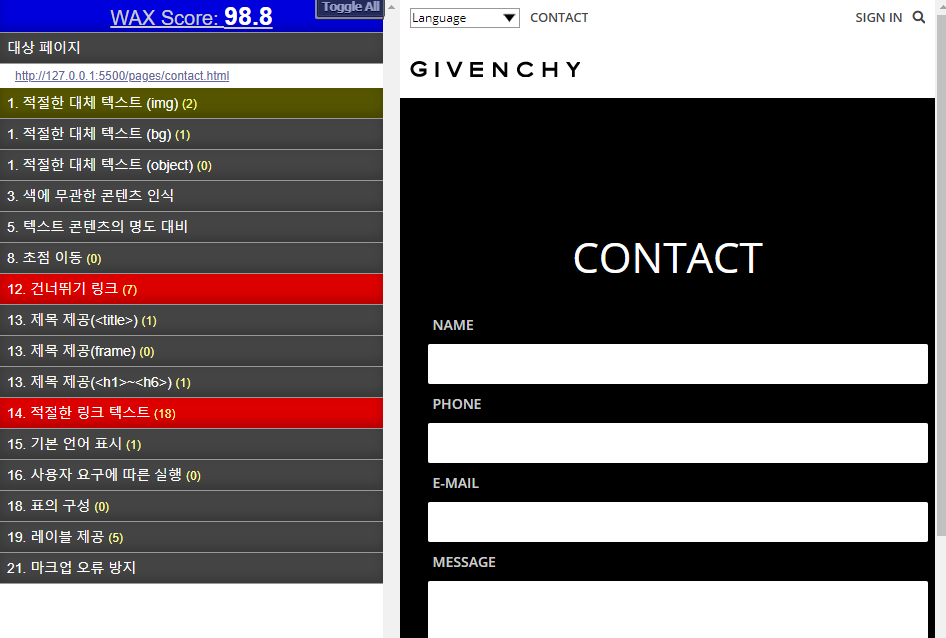 WAX Score: 98.8
Toggle All
대상 페이지
http://127.0.0.1:5500/pages/contact.html
1. 적절한 대체 텍스트 (img) (2)
1. 적절한 대체 텍스트 (bg) (1)
1. 적절한 대체 텍스트 (object) (0)
3. 색에 무관한 콘텐츠 인식
5. 텍스트 콘텐츠의 명도 대비
8. 초점 이동 (0)
12. 건너뛰기 링크 (7)
13. 제목 제공(<title>) (1)
13. 제목 제공(frame) (0)
13. 제목 제공(<h1>~<h6>) (1)
14. 적절한 링크 텍스트 (18)
15. 기본 언어 표시 (1)
16. 사용자 요구에 따른 실행 (0)
18. 표의 구성 (0)
19. 레이블 제공 (5)
21. 마크업 오류 방지
Language CONTACT SIGN IN
GIVENCHY
CONTACT
NAME
PHONE
E-MAIL
MESSAGE